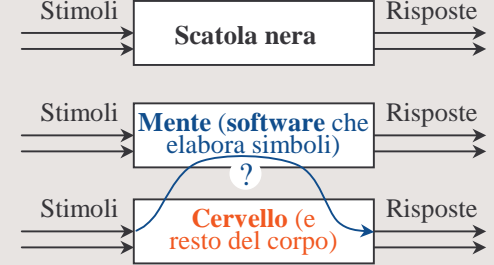 Stimoli
Scatola nera
Risposte
Stimoli
Mente (software che
elabora simboli)
Risposte
?
Stimoli
Cervello (e
resto del corpo)
Risposte